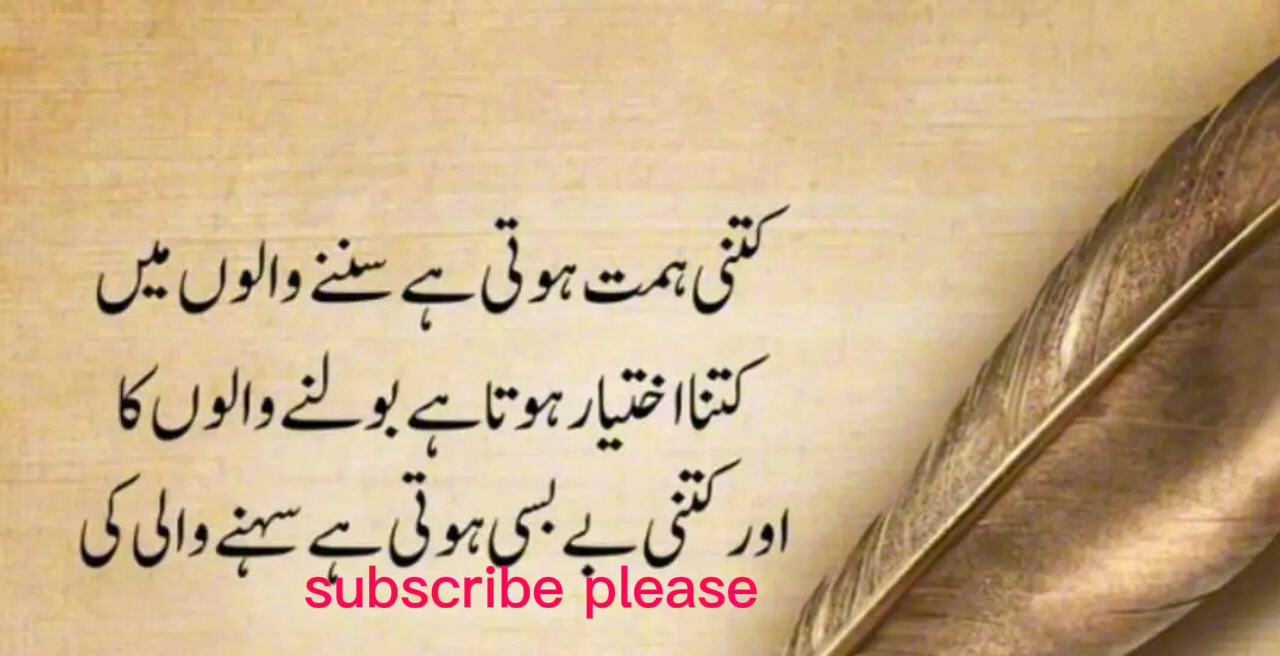 کتنی ہمت ہوتی ہے سننے والوں میں
کتنا اختیار ہوتا ہے بولنے والوں کا
اور کتنی بے بسی ہوتی ہے سہنے والی کی
subscribe please